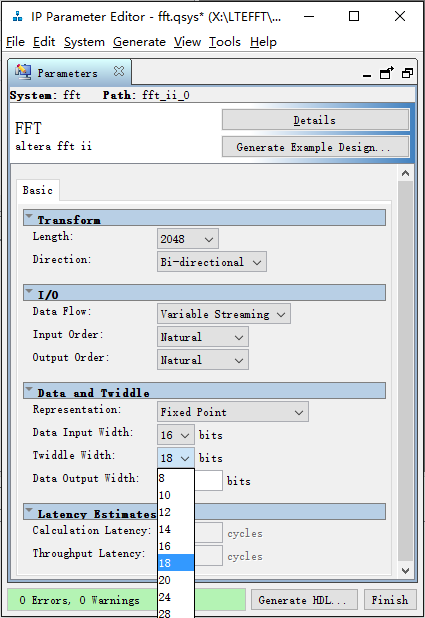 IP Parameter Editor - fft.qsys* (X:\LTEFFT\...
File Edit System Generate View Tools Help
Parameters
System: fft Path: fft_ii_0
FFT
altera fft ii
Details
Generate Example Design...
Basic
Transform
Length: 2048
Direction: Bi-directional
I/O
Data Flow: Variable Streaming
Input Order: Natural
Output Order: Natural
Data and Twiddle
Representation: Fixed Point
Data Input Width: 16 bits
Twiddle Width: 18 bits
Data Output Width: bits
8
10
12
14
16
18
20
24
28
Latency Estimates
Calculation Latency: cycles
Throughput Latency: cycles
0 Errors, 0 Warnings
Generate HDL...
Finish